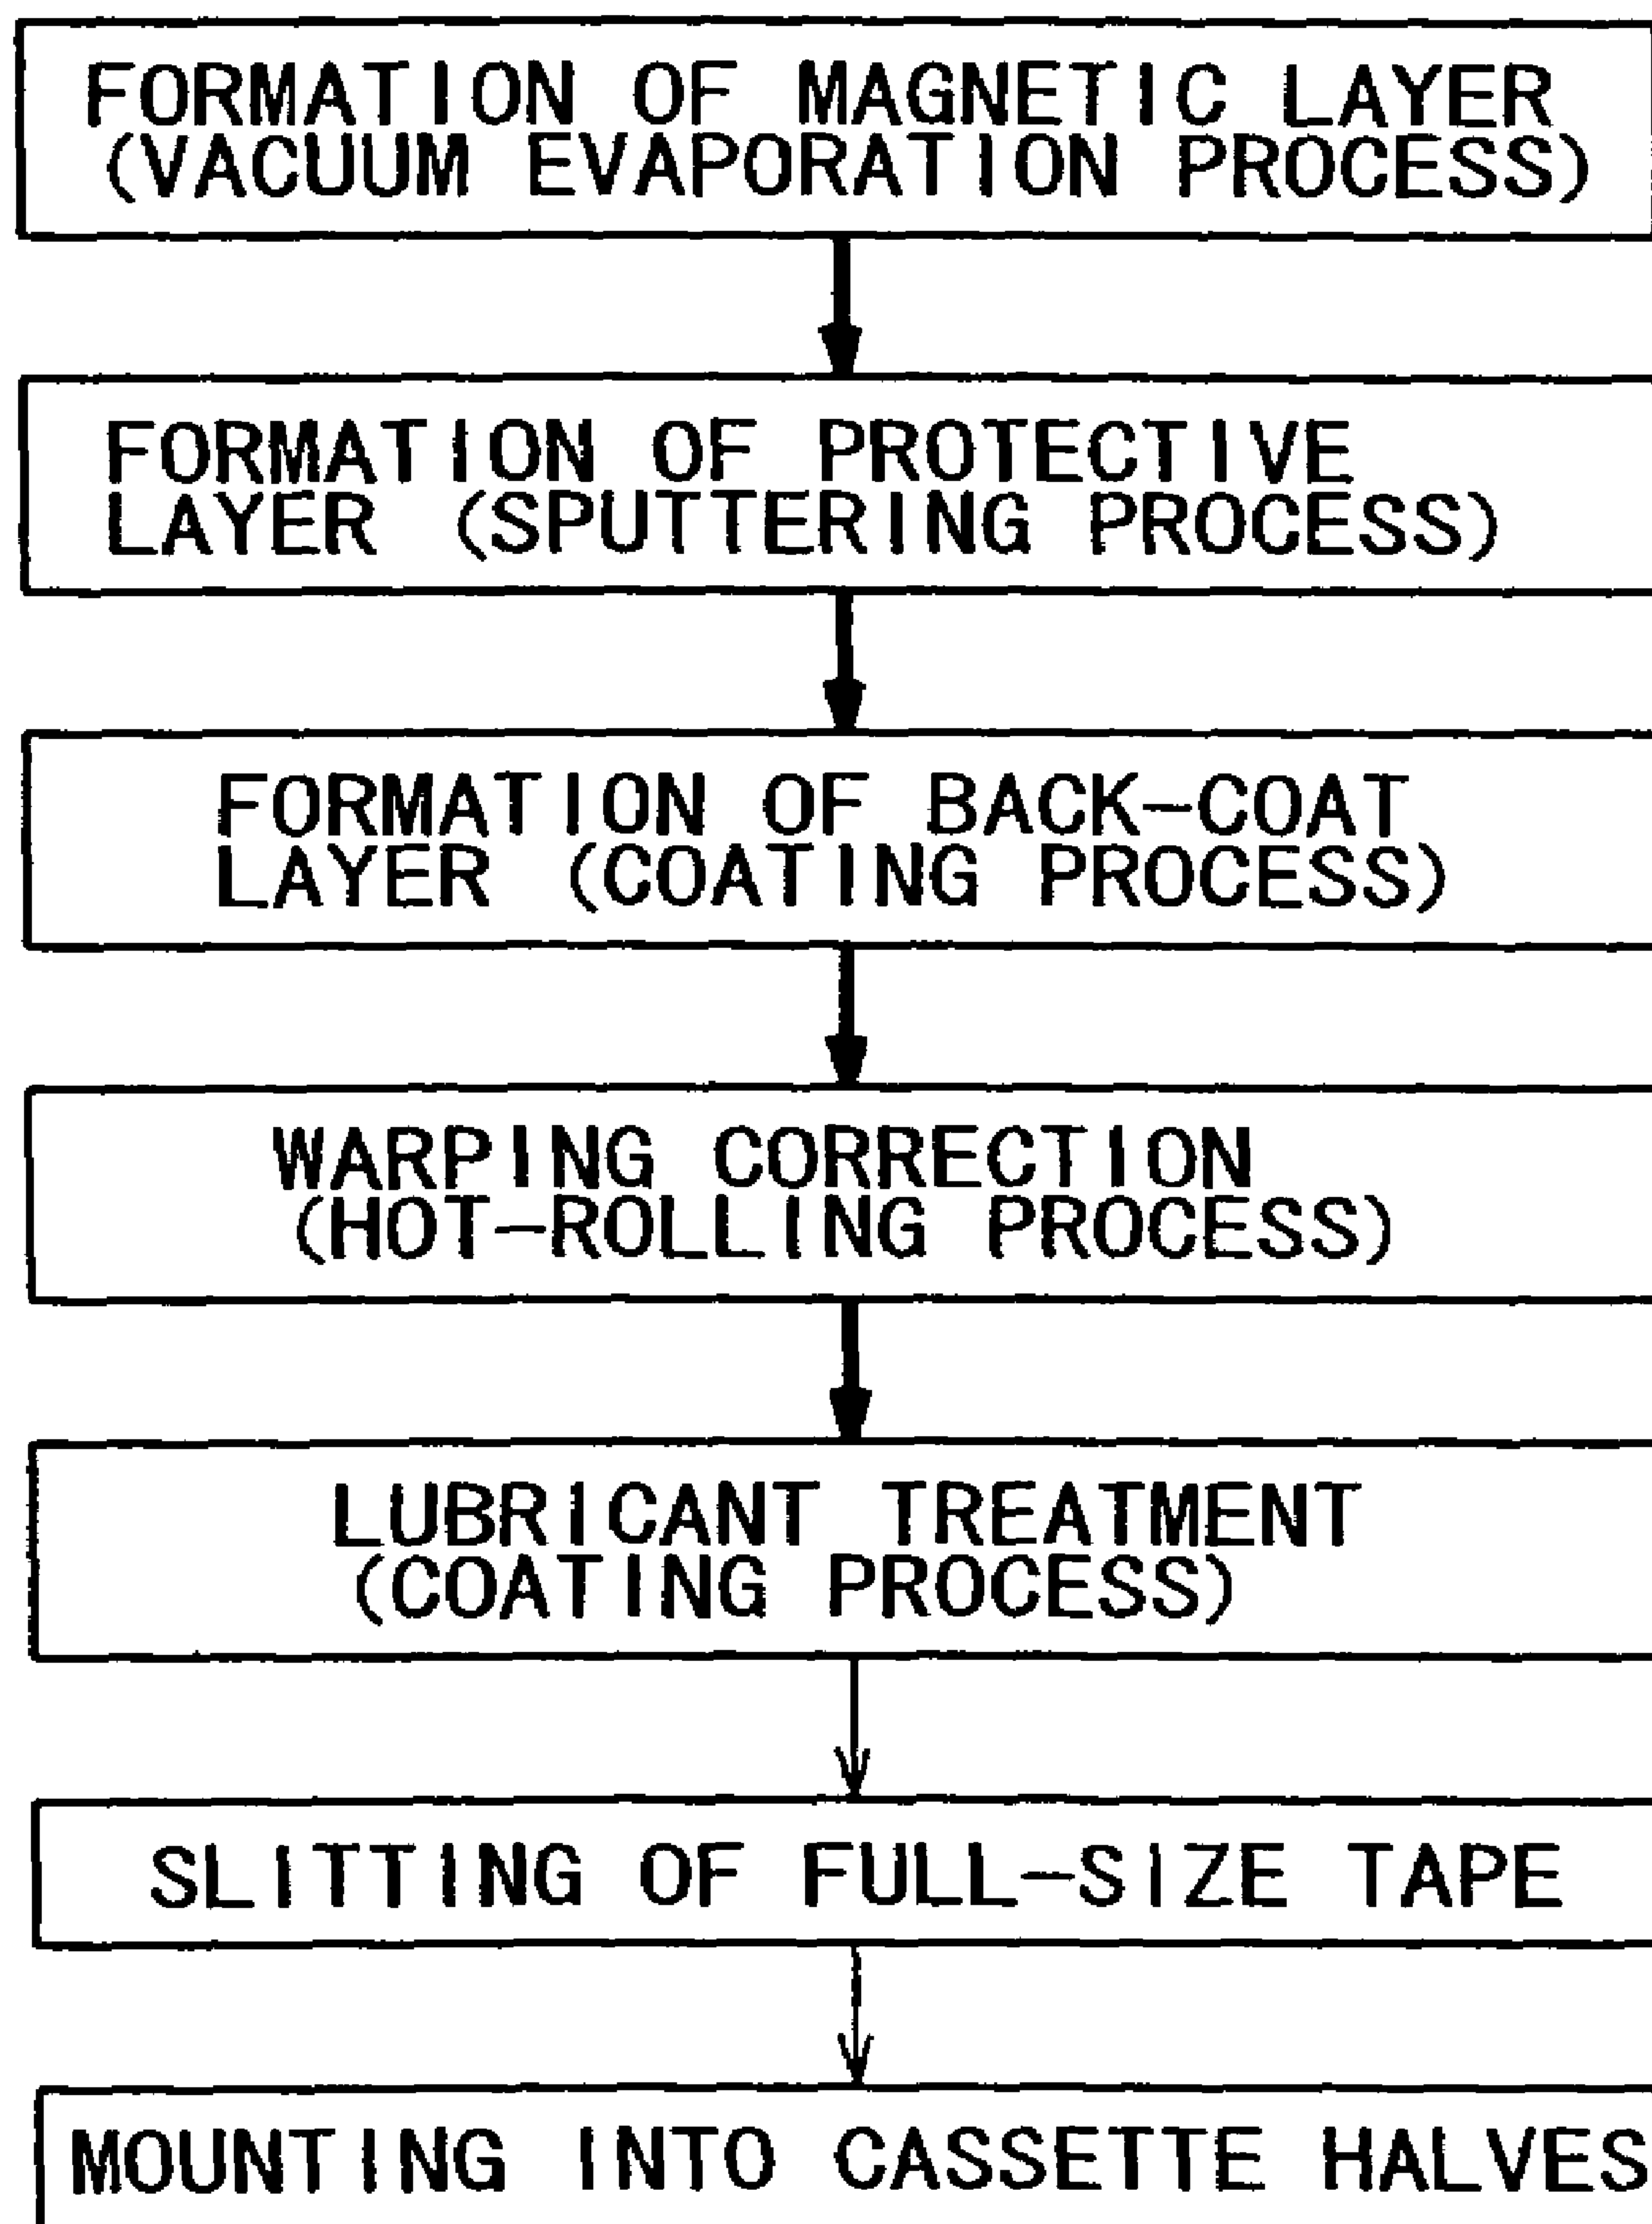 FORMATION OF MAGNETIC LAYER
(VACUUM EVAPORATION PROCESS)
FORMATION OF PROTECTIVE
LAYER (SPUTTERING PROCESS)
FORMATION OF BACK-COAT
LAYER (COATING PROCESS)
WARPING CORRECTION
(HOT-ROLLING PROCESS)
LUBRICANT TREATMENT
(COATING PROCESS)
SLITTING OF FULL-SIZE TAPE
MOUNTING INTO CASSETTE HALVES